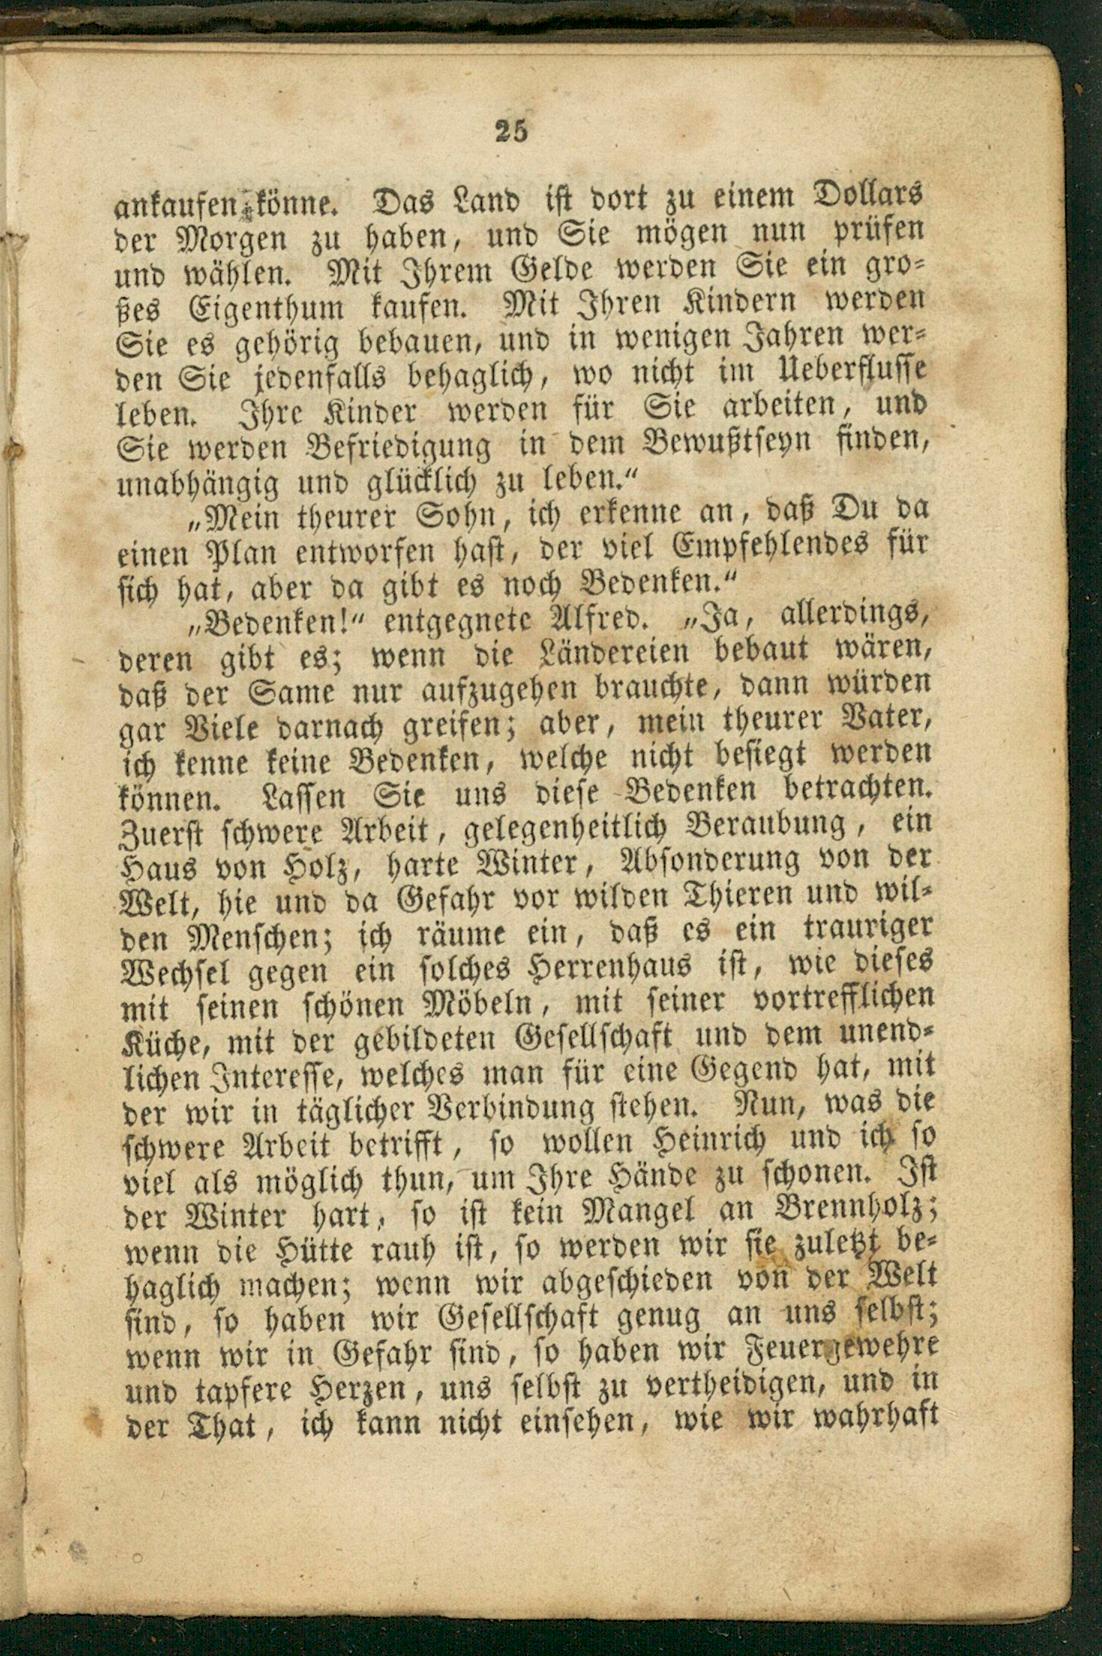 25
ankaufen könne. Das Land ist dort zu einem Dollars
der Morgen zu haben, und Sie mögen nun prüfen
und wählen. Mit Ihrem Gelde werden Sie ein gro⸗
ßes Eigenthum kaufen. Mit Ihren Kindern werden
Sie es gehörig bebauen, und in wenigen Jahren wer⸗
den Sie jedenfalls behaglich, wo nicht im Ueberflusse
leben. Ihre Kinder werden für Sie arbeiten, und
Sie werden Befriedigung in dem Bewußtseyn finden,
unabhängig und glücklich zu leben.“
„Mein theurer Sohn, ich erkenne an, daß Du da
einen Plan entworfen hast, der viel Empfehlendes für
sich hat, aber da gibt es noch Bedenken.“
„Bedenken!“ entgegnete Alfred. „Ja, allerdings,
deren gibt es; wenn die Ländereien bebaut wären,
daß der Same nur aufzugehen brauchte, dann würden
gar Viele darnach greifen; aber, mein theurer Vater,
ich kenne keine Bedenken, welche nicht besiegt werden
können. Lassen Sie uns diese Bedenken betrachten.
Zuerst schwere Arbeit, gelegenheitlich Beraubung, ein
Haus von Holz, harte Winter, Absonderung von der
Welt, hie und da Gefahr vor wilden Thieren und wil⸗
den Menschen; ich räume ein, daß es ein trauriger
Wechsel gegen ein solches Herrenhaus ist, wie dieses
mit seinen schönen Möbeln, mit seiner vortrefflichen
Küche, mit der gebildeten Gesellschaft und dem unend⸗
lichen Interesse, welches man für eine Gegend hat, mit
der wir in täglicher Verbindung stehen. Nun, was die
schwere Arbeit betrifft, so wollen Heinrich und ich so
viel als möglich thun, um Ihre Hände zu schonen. Ist
der Winter hart, so ist kein Mangel an Brennholz;
wenn die Hütte rauh ist, so werden wir sie zuletzt be⸗
haglich machen; wenn wir abgeschieden von der Welt
sind, so haben wir Gesellschaft genug an uns selbst;
wenn wir in Gefahr sind, so haben wir Feuergewehre
und tapfere Herzen, uns selbst zu vertheidigen, und in
der That, ich kann nicht einsehen, wie wir wahrhaft